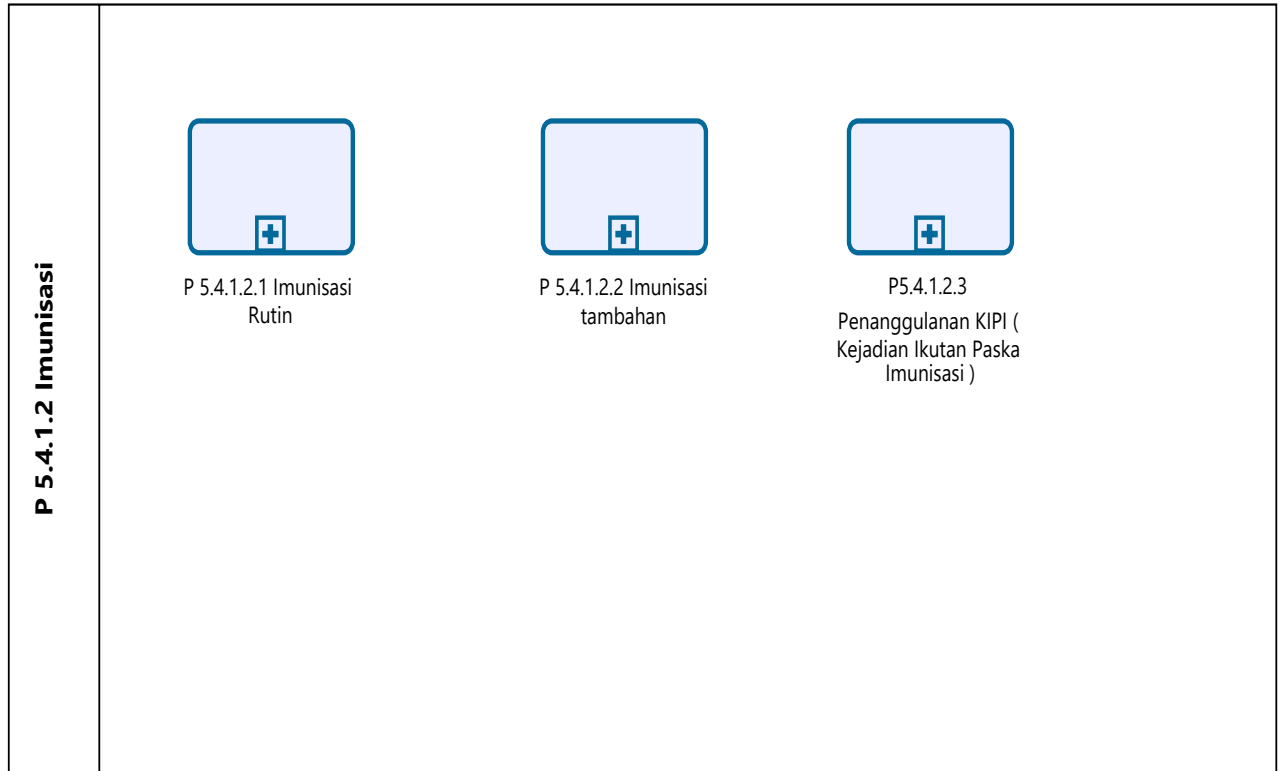 P 5.4.1.2 Imunisasi
P 5.4.1.2.1 Imunisasi
Rutin
P 5.4.1.2.2 Imunisasi
tambahan
P5.4.1.2.3
Penanggulanan KIPI (
Kejadian Ikutan Paska
Imunisasi )